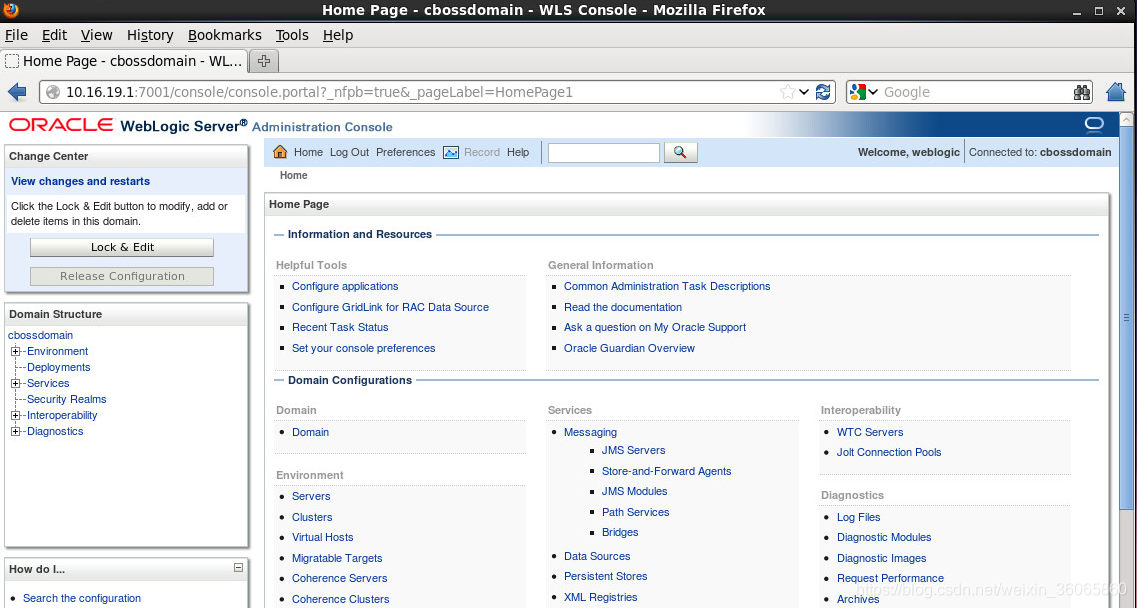 Home Page - cbossdomain - WLS Console - Mozilla Firefox
File Edit View History Bookmarks Tools Help
Home Page - cbossdomain - WL...
10.16.19.1:7001/console/console.portal?_nfpb=true&_pageLabel=HomePage1
Google
ORACLE WebLogic Server® Administration Console
Change Center
View changes and restarts
Click the Lock & Edit button to modify, add or
delete items in this domain.
Lock & Edit
Release Configuration
Domain Structure
cbossdomain
Environment
Deployments
Services
Security Realms
Interoperability
Diagnostics
How do I...
Search the configuration
Home Log Out Preferences Record Help
Welcome, weblogic Connected to: cbossdomain
Home
Home Page
Information and Resources
Helpful Tools
Configure applications
Configure GridLink for RAC Data Source
Recent Task Status
Set your console preferences
General Information
Common Administration Task Descriptions
Read the documentation
Ask a question on My Oracle Support
Oracle Guardian Overview
Domain Configurations
Domain
Domain
Environment
Servers
Clusters
Virtual Hosts
Migratable Targets
Coherence Servers
Coherence Clusters
Services
Messaging
JMS Servers
Store-and-Forward Agents
JMS Modules
Path Services
Bridges
Data Sources
Persistent Stores
XML Registries
Interoperability
WTC Servers
Jolt Connection Pools
Diagnostics
Log Files
Diagnostic Modules
Diagnostic Images
Request Performance
Archives
https://blog.csdn.net/weixin_36065860